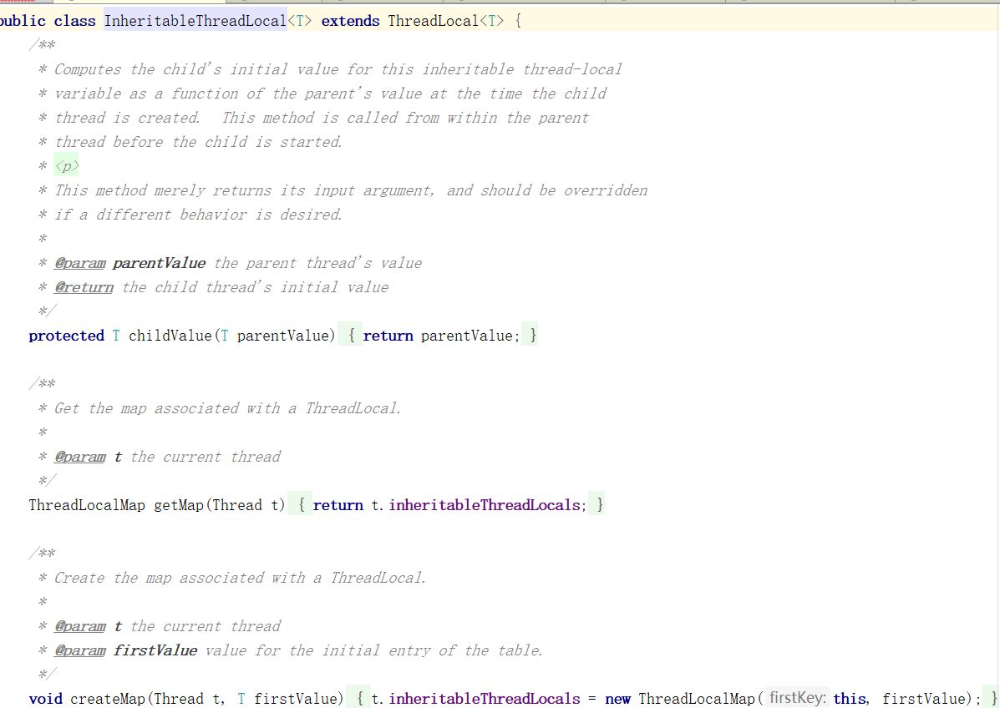 public class InheritableThreadLocal<T> extends ThreadLocal<T> {
/**
* Computes the child's initial value for this inheritable thread-local
* variable as a function of the parent's value at the time the child
* thread is created.  This method is called from within the parent
* thread before the child is started.
* <p>
* This method merely returns its input argument, and should be overridden
* if a different behavior is desired.
*
* @param parentValue the parent thread's value
* @return the child thread's initial value
*/
protected T childValue(T parentValue) { return parentValue; }
/**
* Get the map associated with a ThreadLocal.
*
* @param t the current thread
*/
ThreadLocalMap getMap(Thread t) { return t.inheritableThreadLocals; }
/**
* Create the map associated with a ThreadLocal.
*
* @param t the current thread
* @param firstValue value for the initial entry of the table.
*/
void createMap(Thread t, T firstValue) { t.inheritableThreadLocals = new ThreadLocalMap( firstKey: this, firstValue); }